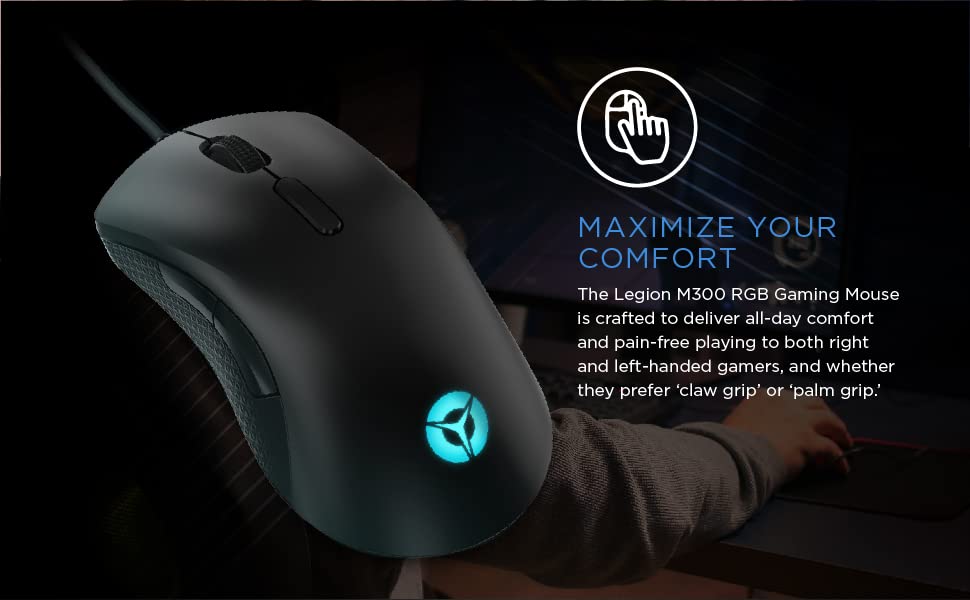 MAXIMIZE YOUR
COMFORT
The Legion M300 RGB Gaming Mouse
is crafted to deliver all-day comfort
and pain-free playing to both right
and left-handed gamers, and whether
they prefer ‘claw grip’ or ‘palm grip.’